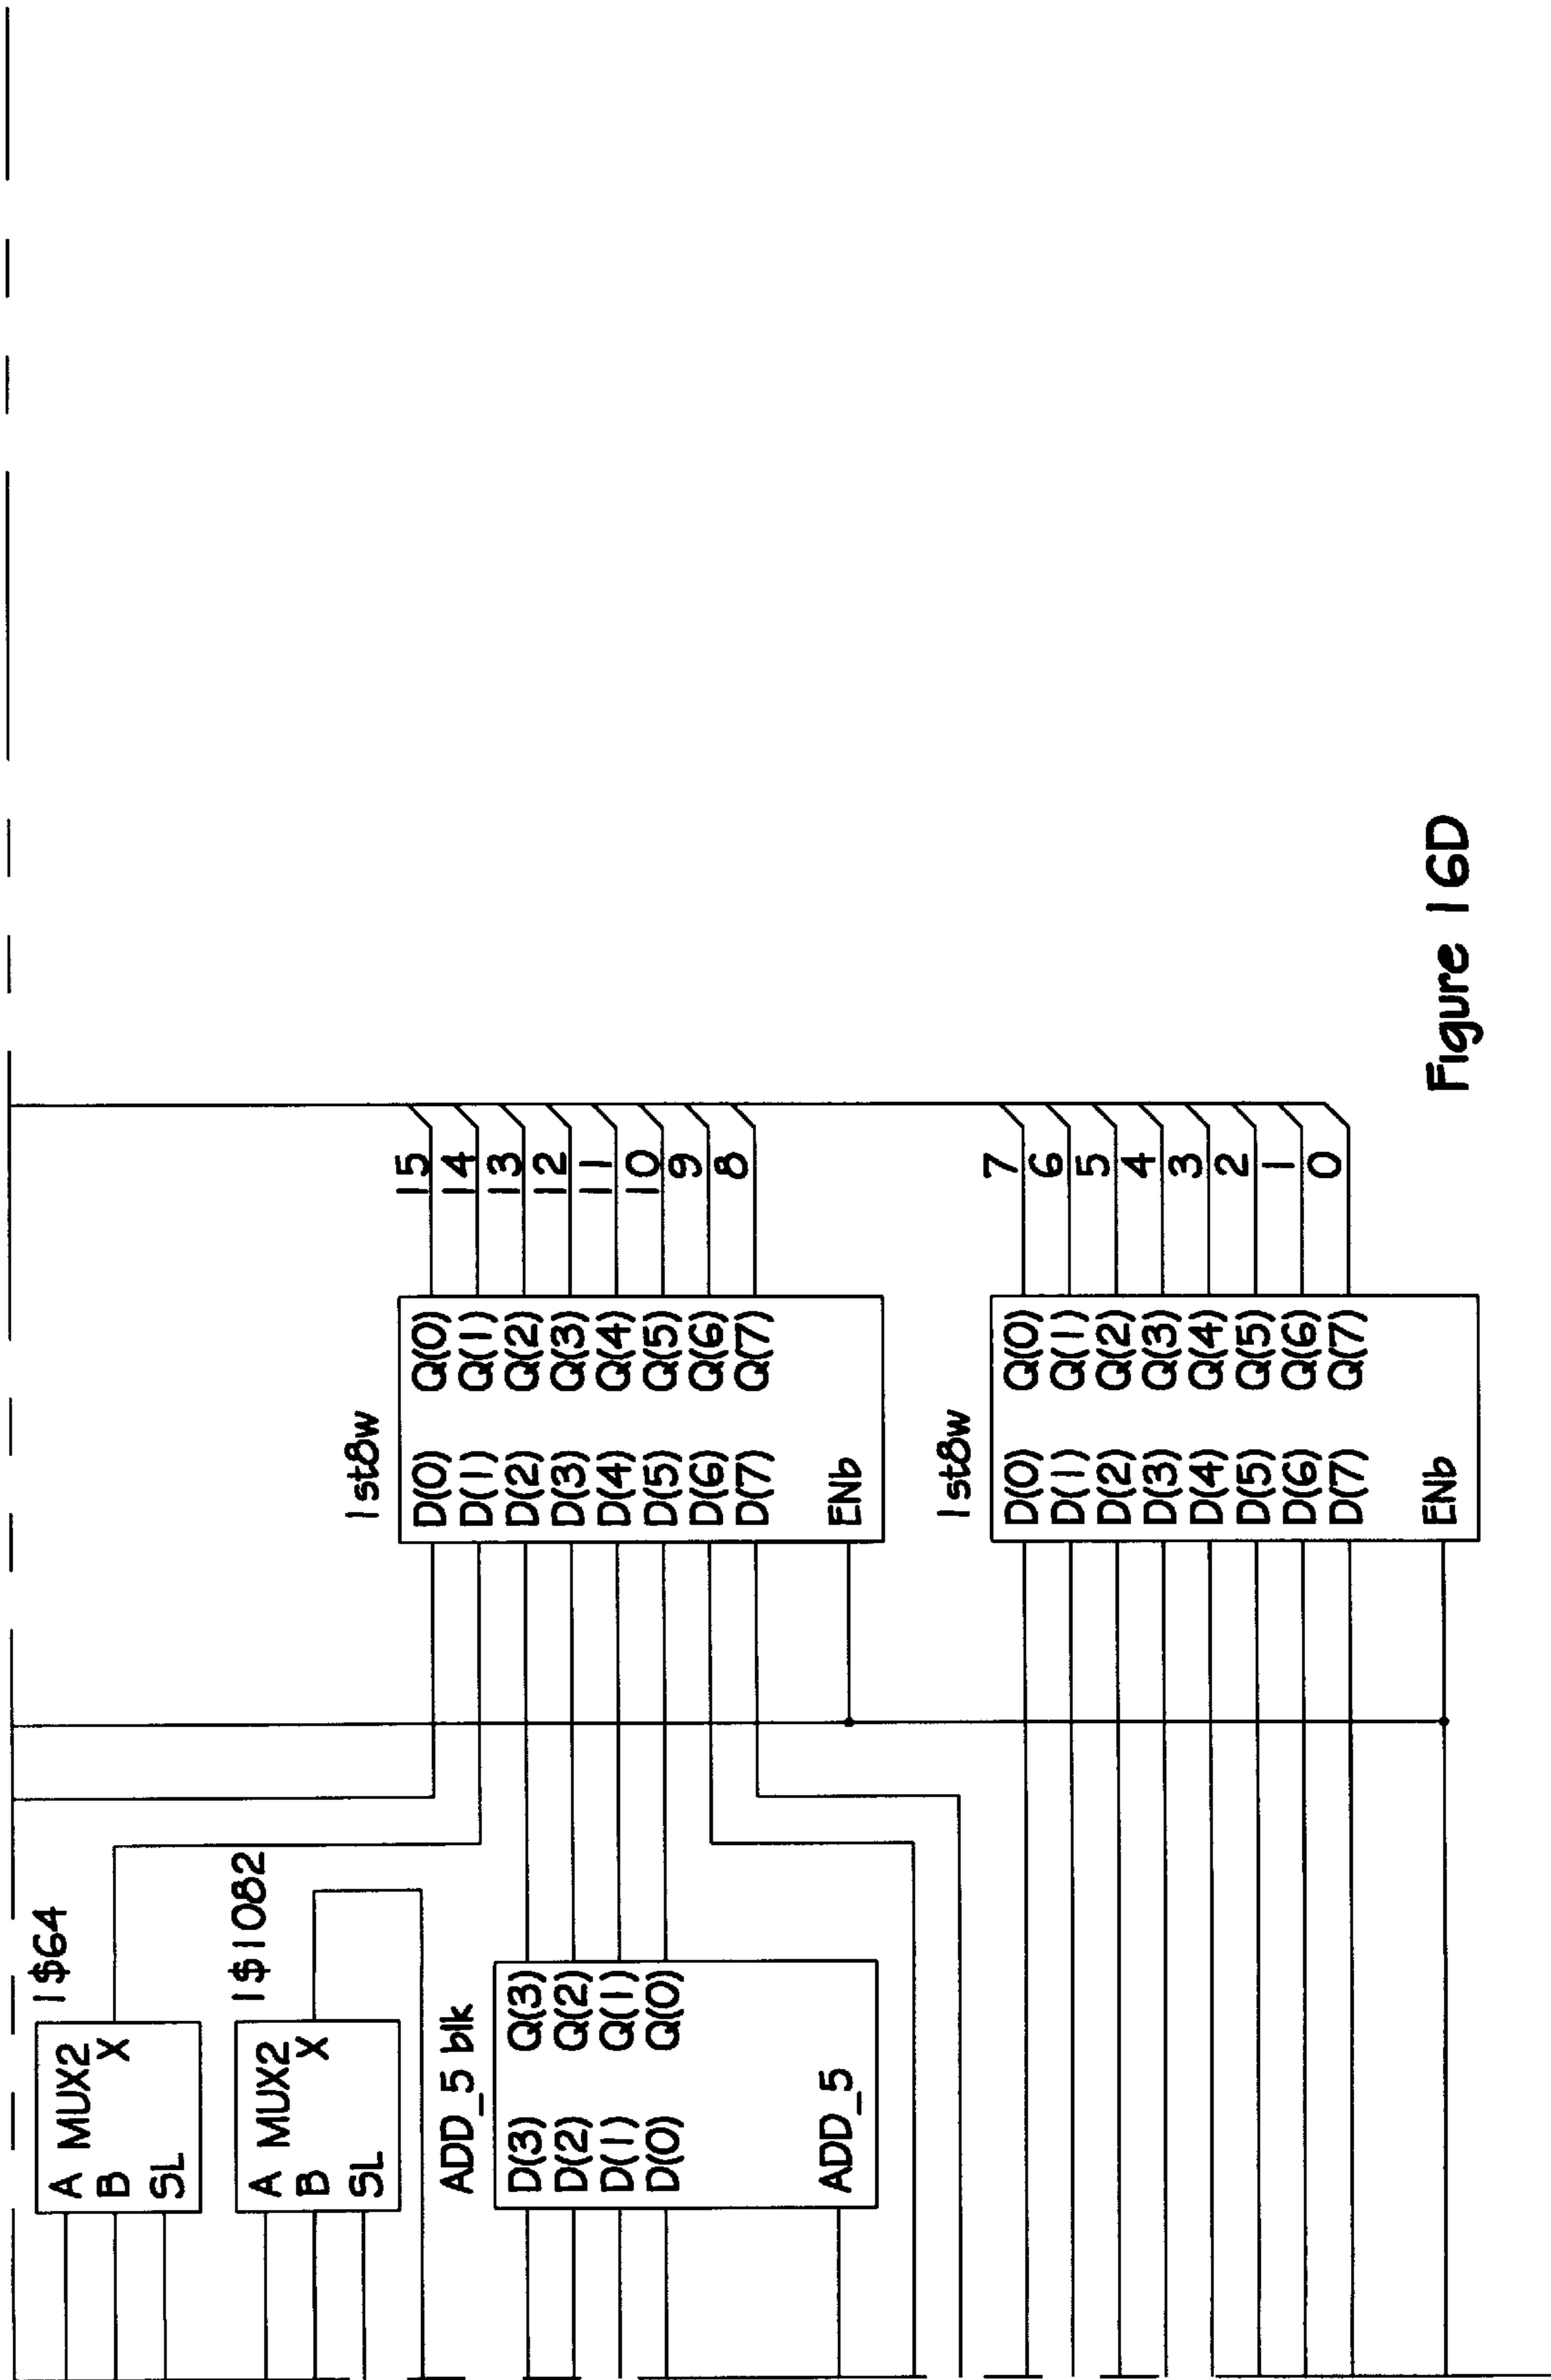 1$64
A MUX2
B X
SL
1$1082
A MUX2
B X
SL
ADD_5 blk
D(3) Q(3)
D(2) Q(2)
D(1) Q(1)
D(0) Q(0)
ADD_5
1st8w
D(0) Q(0) 15
D(1) Q(1) 14
D(2) Q(2) 13
D(3) Q(3) 12
D(4) Q(4) 11
D(5) Q(5) 10
D(6) Q(6) 9
D(7) Q(7) 8
ENb
1st8w
D(0) Q(0) 7
D(1) Q(1) 6
D(2) Q(2) 5
D(3) Q(3) 4
D(4) Q(4) 3
D(5) Q(5) 2
D(6) Q(6) 1
D(7) Q(7) 0
ENb
Figure 16D